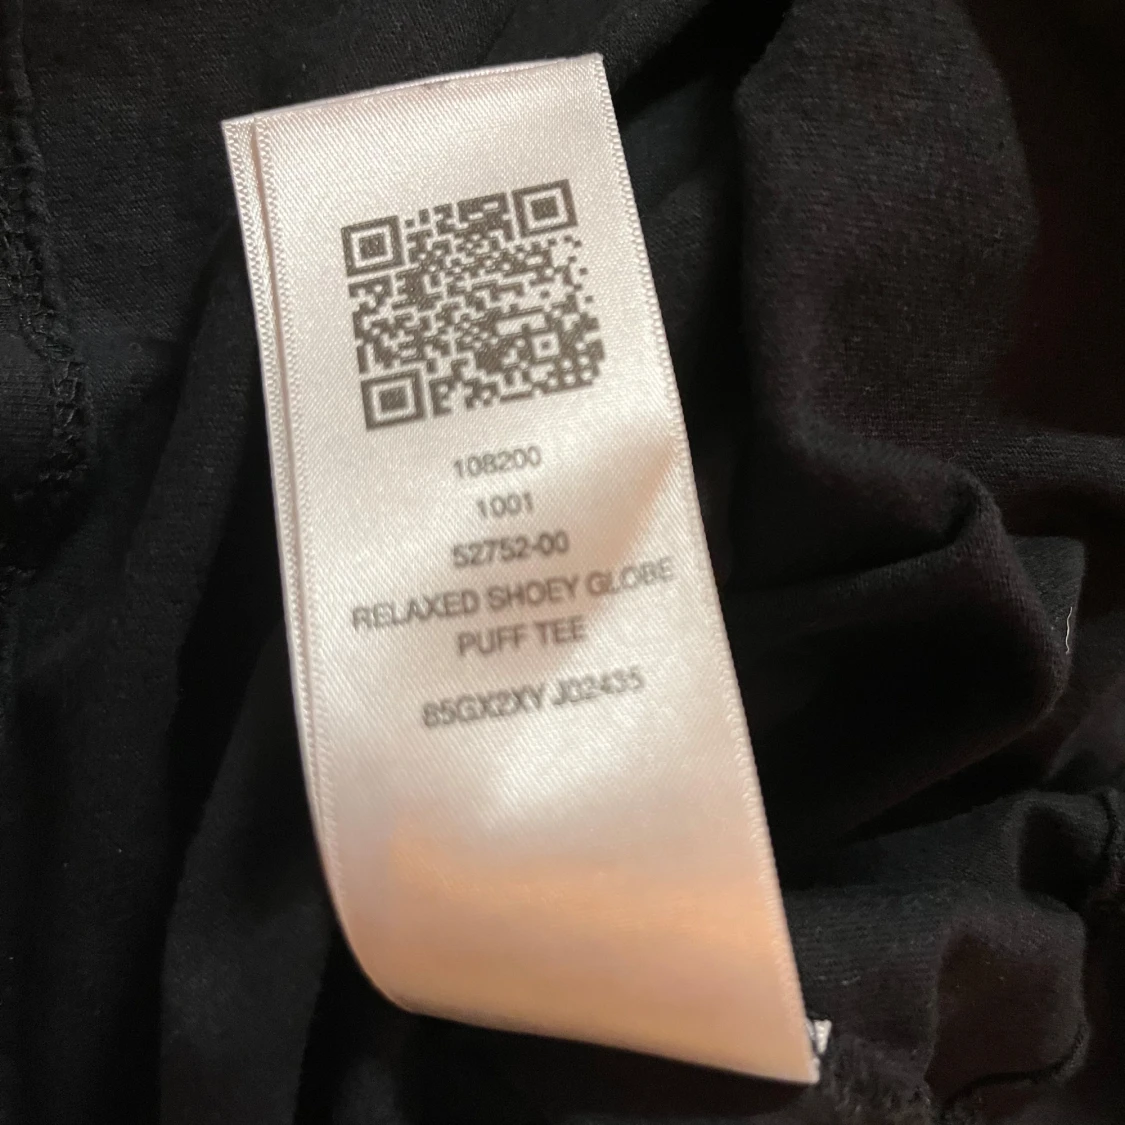 108200
1001
52752-00
RELAXED SHOEY GLOBE
PUFF TEE
85GX2XY J02435